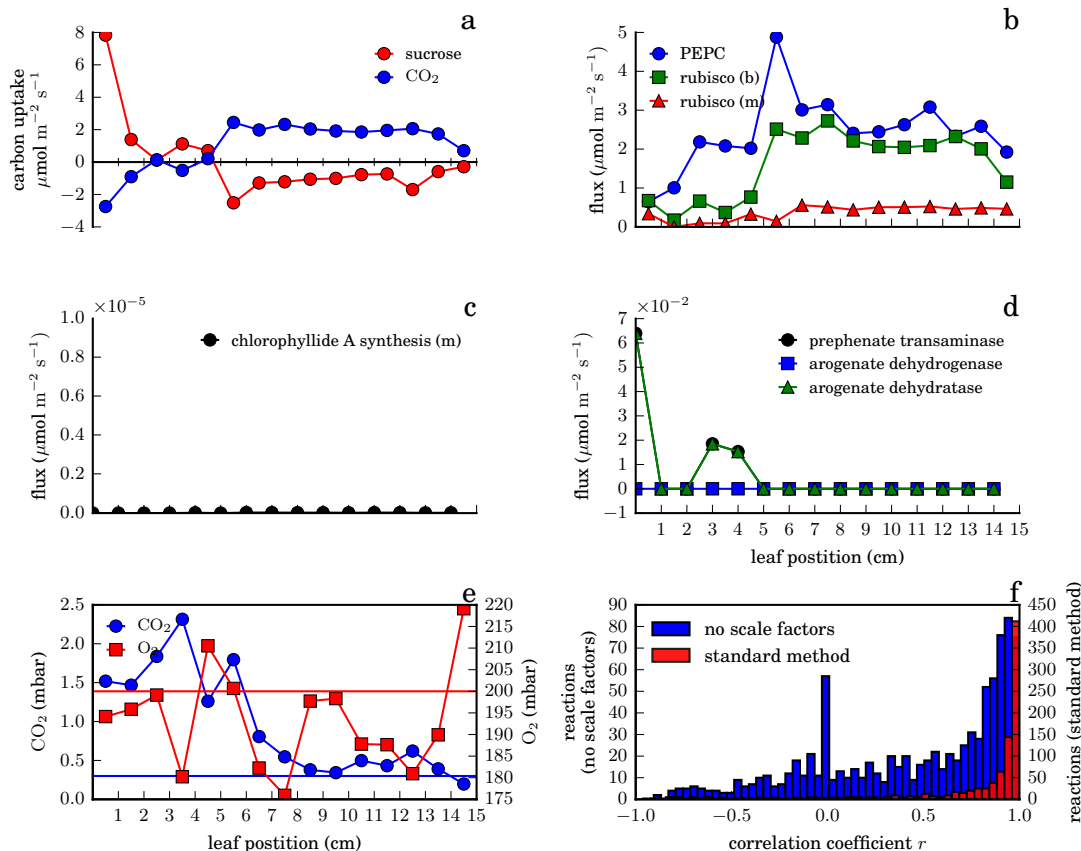 a
8
6
4
2
0
−2
−4
carbon uptake
μmol m−2 s−1
sucrose
CO2
b
5
4
3
2
1
0
flux (μmol m−2 s−1)
PEPC
rubisco (b)
rubisco (m)
c
×10−5
1.0
0.8
0.6
0.4
0.2
0.0
flux (μmol m−2 s−1)
chlorophyllide A synthesis (m)
d
×10−2
7
6
5
4
3
2
1
0
−1
flux (μmol m−2 s−1)
prephenate transaminase
arogenate dehydrogenase
arogenate dehydratase
1 2 3 4 5 6 7 8 9 10 11 12 13 14 15
leaf postition (cm)
e
2.5
2.0
1.5
1.0
0.5
0.0
CO2 (mbar)
CO2
O2
220
215
210
205
200
195
190
185
180
175
O2 (mbar)
1 2 3 4 5 6 7 8 9 10 11 12 13 14 15
leaf postition (cm)
f
90
80
70
60
50
40
30
20
10
0
reactions
(no scale factors)
no scale factors
standard method
450
400
350
300
250
200
150
100
50
0
reactions (standard method)
−1.0 −0.5 0.0 0.5 1.0
correlation coefficient r